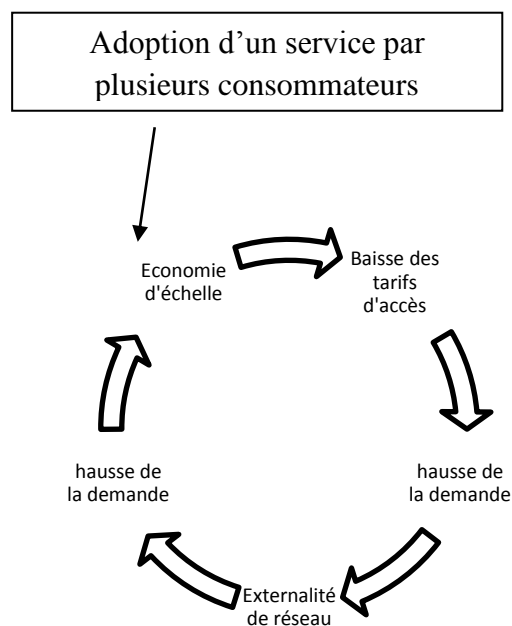 Adoption d’un service par
plusieurs consommateurs
Economie
d'échelle
Baisse des
tarifs
d'accès
hausse de
la demande
Externalité
de réseau
hausse de
la demande